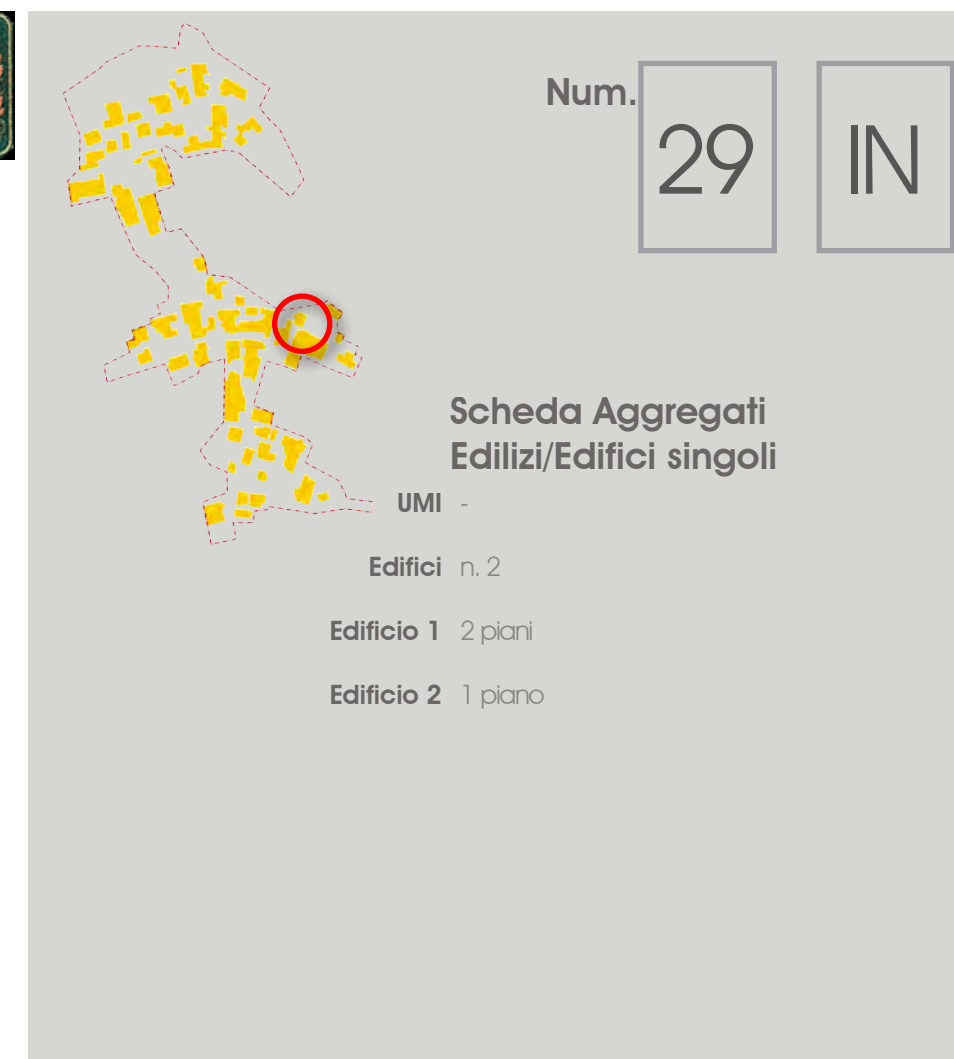 Num. 29 IN
Scheda Aggregati
Edilizi/Edifici singoli
UMI -
Edifici n. 2
Edificio 1 2 piani
Edificio 2 1 piano